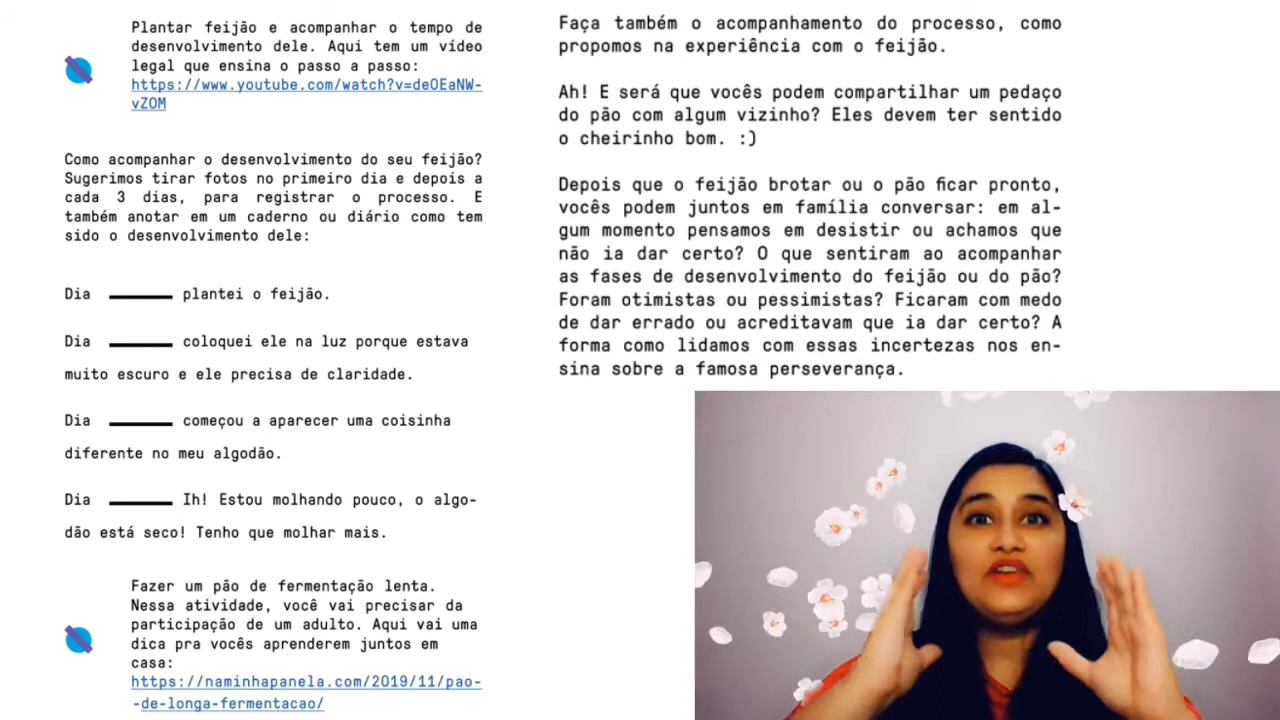 Plantar feijão e acompanhar o tempo de
desenvolvimento dele. Aqui tem um vídeo
legal que ensina o passo a passo:
https://www.youtube.com/watch?v=deOEaNW-
vZOM
Como acompanhar o desenvolvimento do seu feijão?
Sugerimos tirar fotos no primeiro dia e depois a
cada 3 dias, para registrar o processo. E
também anotar em um caderno ou diário como tem
sido o desenvolvimento dele:
Dia _______ plantei o feijão.
Dia _______ coloquei ele na luz porque estava
muito escuro e ele precisa de claridade.
Dia _______ começou a aparecer uma coisinha
diferente no meu algodão.
Dia _______ Ih! Estou molhando pouco, o algo-
dão está seco! Tenho que molhar mais.
Fazer um pão de fermentação lenta.
Nessa atividade, você vai precisar da
participação de um adulto. Aqui vai uma
dica pra vocês aprenderem juntos em
casa:
https://naminhapanela.com/2019/11/pao-
-de-longa-fermentacao/
Faça também o acompanhamento do processo, como
propomos na experiência com o feijão.
Ah! E será que vocês podem compartilhar um pedaço
do pão com algum vizinho? Eles devem ter sentido
o cheirinho bom. :)
Depois que o feijão brotar ou o pão ficar pronto,
vocês podem juntos em família conversar: em al-
gum momento pensamos em desistir ou achamos que
não ia dar certo? O que sentiram ao acompanhar
as fases de desenvolvimento do feijão ou do pão?
Foram otimistas ou pessimistas? Ficaram com medo
de dar errado ou acreditavam que ia dar certo? A
forma como lidamos com essas incertezas nos en-
sina sobre a famosa perseverança.